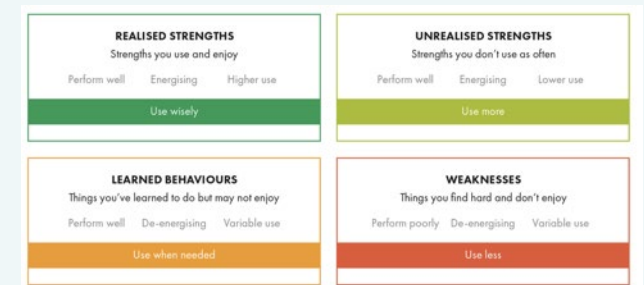 REALISED STRENGTHS
Strengths you use and enjoy
Perform well Energising Higher use
Use wisely
UNREALISED STRENGTHS
Strengths you don't use as often
Perform well Energising Lower use
Use more
LEARNED BEHAVIOURS
Things you've learned to do but may not enjoy
Perform well De-energising Variable use
Use when needed
WEAKNESSES
Things you find hard and don't enjoy
Perform poorly De-energising Variable use
Use less